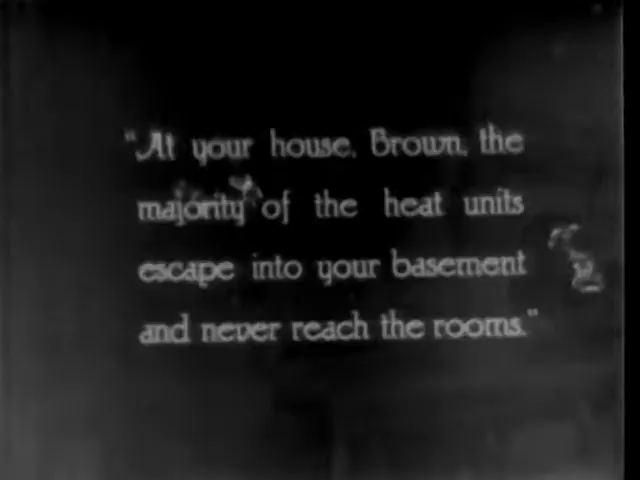 "At your house, Brown, the
majority of the heat units
escape into your basement
and never reach the rooms."